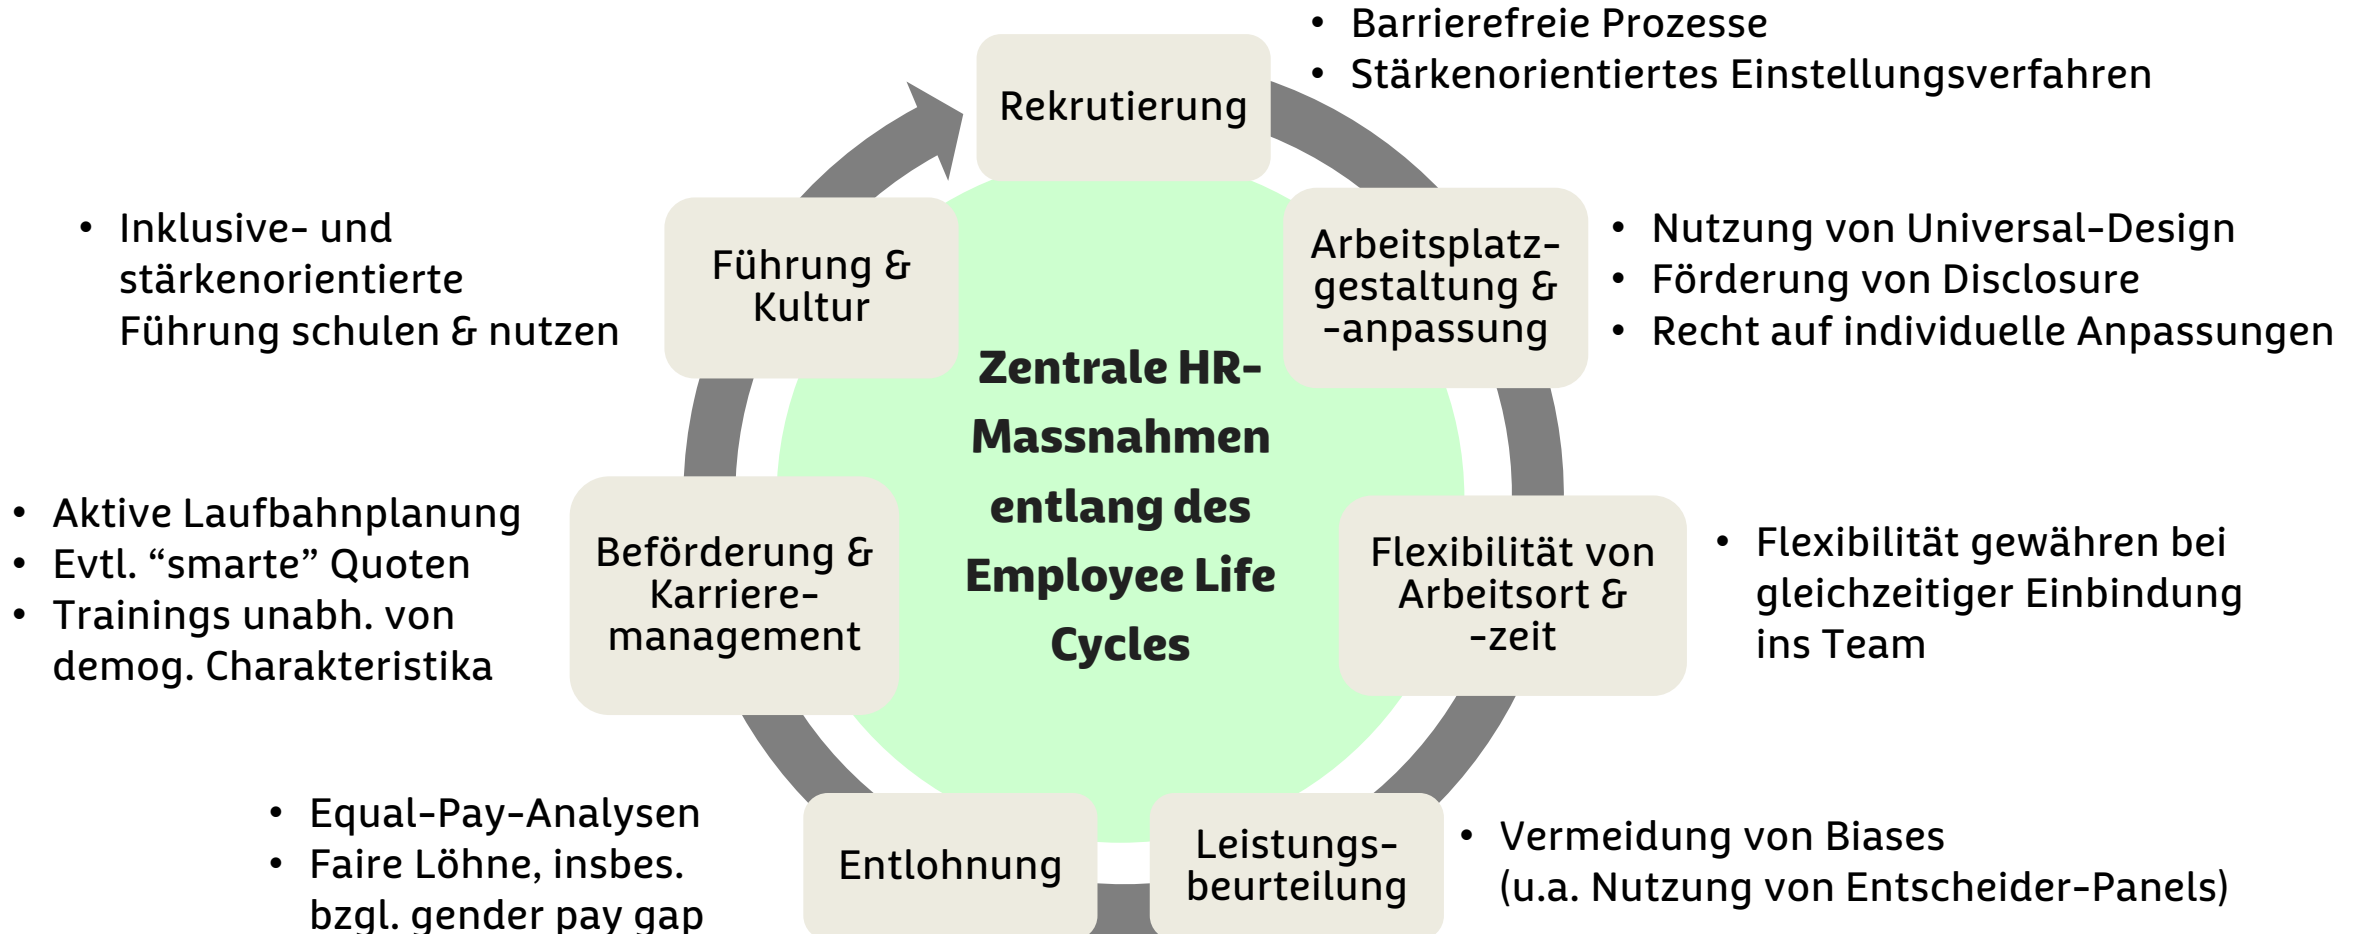 Rekrutierung
• Barrierefreie Prozesse
• Stärkenorientiertes Einstellungsverfahren
Arbeitsplatz-
gestaltung &
-anpassung
• Nutzung von Universal-Design
• Förderung von Disclosure
• Recht auf individuelle Anpassungen
Flexibilität von
Arbeitsort &
-zeit
• Flexibilität gewähren bei
gleichzeitiger Einbindung
ins Team
Leistungs-
beurteilung
• Vermeidung von Biases
(u.a. Nutzung von Entscheider-Panels)
Entlohnung
• Equal-Pay-Analysen
• Faire Löhne, insbes.
bzgl. gender pay gap
Beförderung &
Karriere-
management
• Aktive Laufbahnplanung
• Evtl. “smarte” Quoten
• Trainings unabh. von
demog. Charakteristika
Führung &
Kultur
• Inklusive- und
stärkenorientierte
Führung schulen & nutzen
Zentrale HR-
Massnahmen
entlang des
Employee Life
Cycles